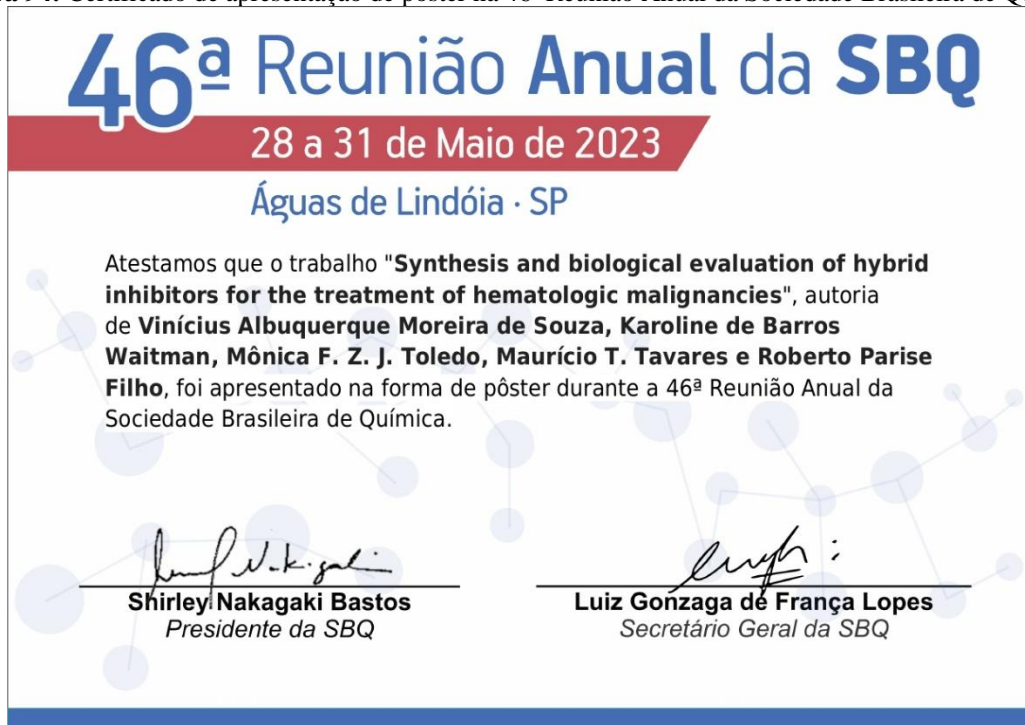 46ª Reunião Anual da SBQ
28 a 31 de Maio de 2023
Águas de Lindóia · SP
Atestamos que o trabalho "Synthesis and biological evaluation of hybrid
inhibitors for the treatment of hematologic malignancies", autoria
de Vinícius Albuquerque Moreira de Souza, Karoline de Barros
Waitman, Mônica F. Z. J. Toledo, Maurício T. Tavares e Roberto Parise
Filho, foi apresentado na forma de pôster durante a 46ª Reunião Anual da
Sociedade Brasileira de Química.
Shirley Nakagaki Bastos
Presidente da SBQ
Luiz Gonzaga de França Lopes
Secretário Geral da SBQ